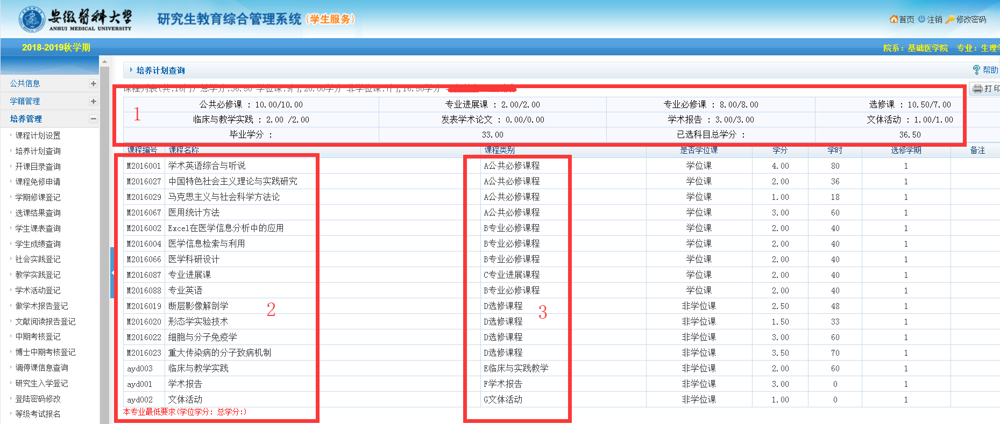 安徽醫科大学
ANHUI MEDICAL UNIVERSITY
研究生教育综合管理系统 (学生服务)
首页 注销 修改密码
2018-2019秋学期
院系：基础医学院 专业：生理学
公共信息
学籍管理
培养管理
课程计划设置
培养计划查询
开课目录查询
课程免修申请
学期修课登记
选课结果查询
学生课表查询
学生成绩查询
社会实践登记
教学实践登记
学术活动登记
做学术报告登记
文献阅读报告登记
中期考核登记
博士中期考核登记
调停课信息查询
研究生入学登记
登陆密码修改
等级考试报名
培养计划查询
帮助
打印
课程列表(共:16门) 总学分:36.50 学位课:9门,20.00学分 非学位课:7门,16.50学分
1
公共必修课 : 10.00/10.00 专业进展课 : 2.00/2.00 专业必修课 : 8.00/8.00 选修课 : 10.50/7.00
临床与教学实践 : 2.00 /2.00 发表学术论文 : 0.00/0.00 学术报告 : 3.00/3.00 文体活动 : 1.00/1.00
毕业学分 : 33.00 已选科目总学分 : 36.50
课程编号 课程名称 课程类别 是否学位课 学分 学时 选修学期 备注
M2016001 学术英语综合与听说 A公共必修课程 学位课 4.00 80 1
M2016027 中国特色社会主义理论与实践研究 A公共必修课程 学位课 2.00 36 1
M2016029 马克思主义与社会科学方法论 A公共必修课程 学位课 1.00 18 1
M2016067 医用统计方法 A公共必修课程 学位课 3.00 60 1
M2016002 Excel在医学信息分析中的应用 B专业必修课程 学位课 2.00 40 1
M2016004 医学信息检索与利用 B专业必修课程 学位课 2.00 40 1
M2016066 医学科研设计 B专业必修课程 学位课 2.00 40 1
M2016087 专业进展课 C专业进展课程 学位课 2.00 40 1
M2016088 专业英语 B专业必修课程 学位课 2.00 40 1
M2016019 断层影像解剖学 D选修课程 非学位课 2.50 48 1
2 3
M2016020 形态学实验技术 D选修课程 非学位课 1.50 33 1
M2016022 细胞与分子免疫学 D选修课程 非学位课 3.00 60 1
M2016023 重大传染病的分子致病机制 D选修课程 非学位课 3.50 70 1
ayd003 临床与教学实践 E临床与实践教学 非学位课 2.00 60 1
ayd001 学术报告 F学术报告 非学位课 3.00 0 1
ayd002 文体活动 G文体活动 非学位课 1.00 0 1
本专业最低要求(学位学分: 总学分:)